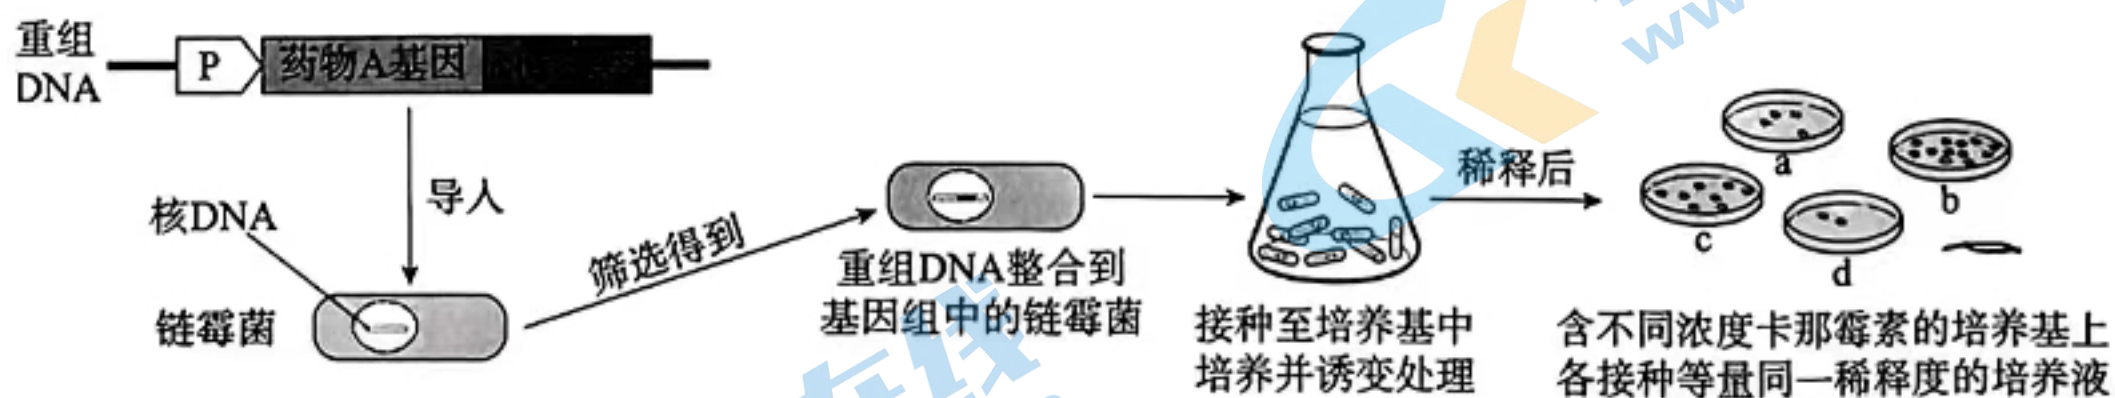 重组
DNA
P
药物A基因
导入
核DNA
链霉菌
筛选得到
重组DNA整合到
基因组中的链霉菌
接种至培养基中
培养并诱变处理
稀释后
a
b
c
d
含不同浓度卡那霉素的培养基上
各接种等量同一稀释度的培养液
在线